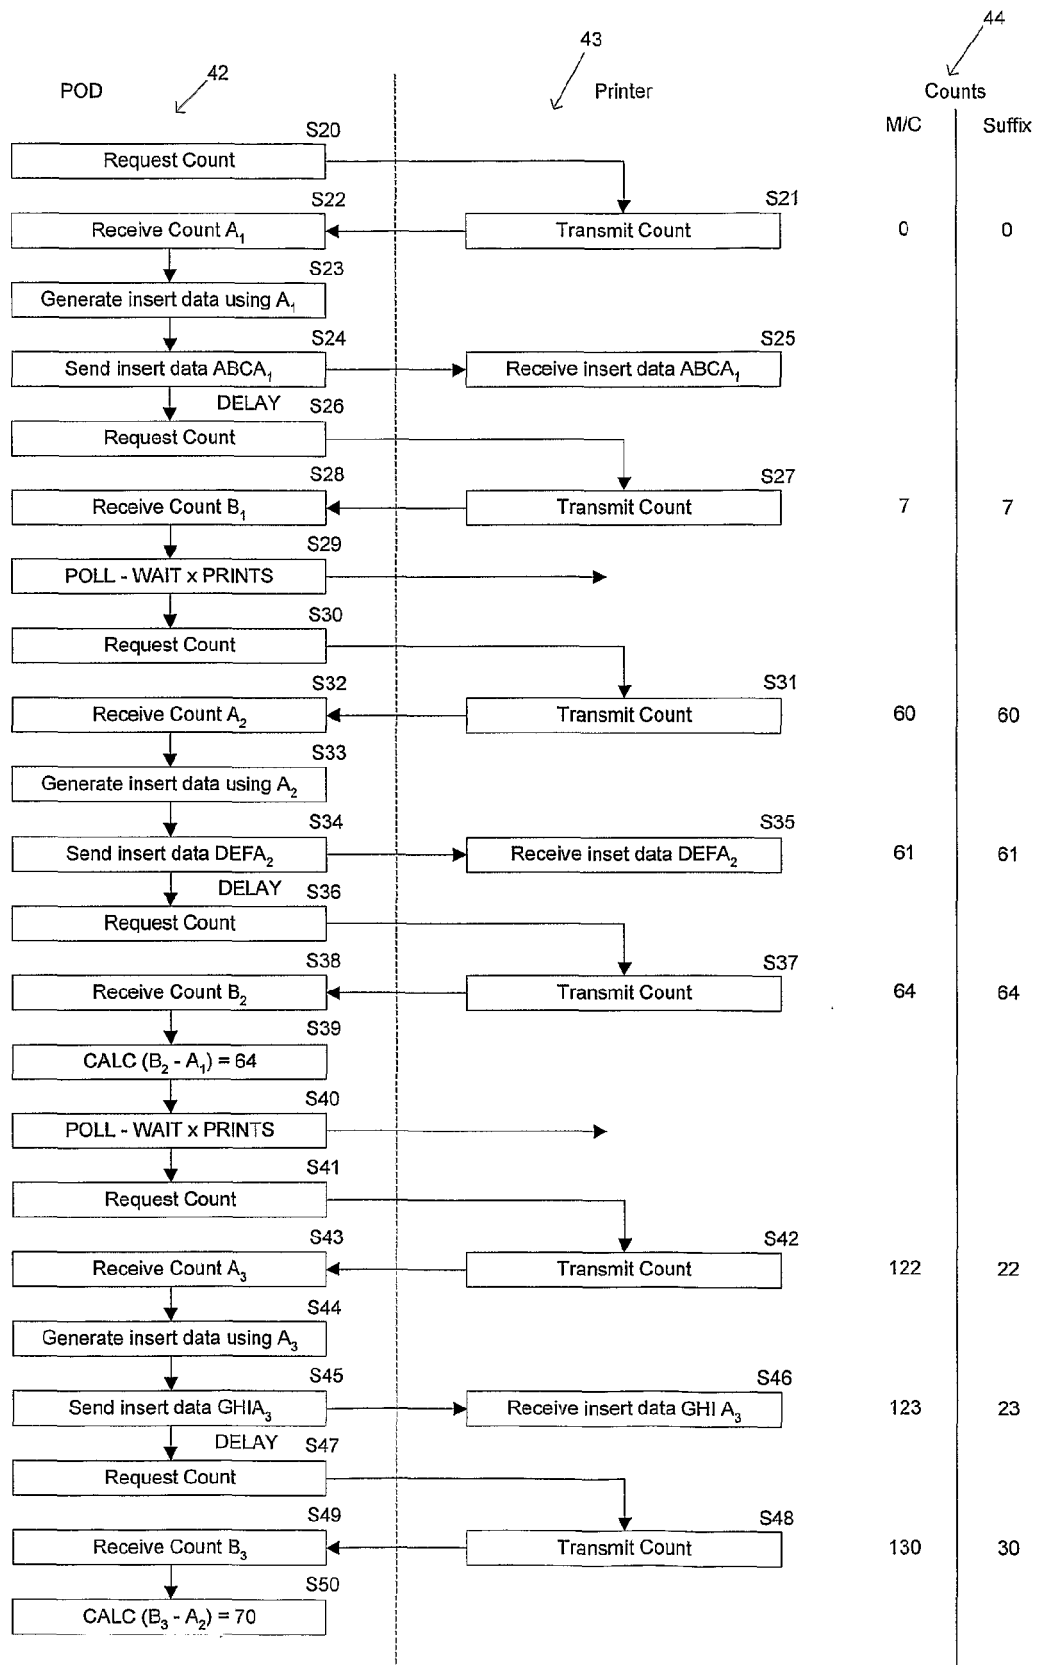 44
43
42
POD
Printer
Counts
M/C Suffix
S20
Request Count
S22 S21
Receive Count A₁ Transmit Count 0 0
S23
Generate insert data using A₁
S24 S25
Send insert data ABCA₁ Receive insert data ABCA₁
DELAY S26
Request Count
S28 S27
Receive Count B₁ Transmit Count 7 7
S29
POLL - WAIT x PRINTS
S30
Request Count
S32 S31
Receive Count A₂ Transmit Count 60 60
S33
Generate insert data using A₂
S34 S35
Send insert data DEFA₂ Receive inset data DEFA₂ 61 61
DELAY S36
Request Count
S38 S37
Receive Count B₂ Transmit Count 64 64
S39
CALC (B₂ - A₁) = 64
S40
POLL - WAIT x PRINTS
S41
Request Count
S43 S42
Receive Count A₃ Transmit Count 122 22
S44
Generate insert data using A₃
S45 S46
Send insert data GHIA₃ Receive insert data GHI A₃ 123 23
DELAY S47
Request Count
S49 S48
Receive Count B₃ Transmit Count 130 30
S50
CALC (B₃ - A₂) = 70